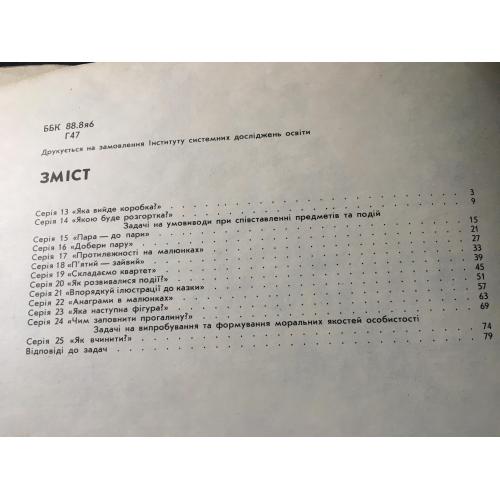 ББК 88.8я6
Г47
Друкується на замовлення Інституту системних досліджень освіти
ЗМІСТ
Серія 13 «Яка вийде коробка?» . . . . . . . . . . 3
Серія 14 «Якою буде розгортка?» . . . . . . . . . . 9
Задачі на умовиводи при співставленні предметів та подій
Серія 15 «Пара — до пари» . . . . . . . . . . 15
Серія 16 «Добери пару» . . . . . . . . . . 21
Серія 17 «Протилежності на малюнках» . . . . . . . . . . 27
Серія 18 «П'ятий — зайвий» . . . . . . . . . . 33
Серія 19 «Складаємо квартет» . . . . . . . . . . 39
Серія 20 «Як розвивалися події?» . . . . . . . . . . 45
Серія 21 «Впорядкуй ілюстрації до казки» . . . . . . . . . . 51
Серія 22 «Анаграми в малюнках» . . . . . . . . . . 57
Серія 23 «Яка наступна фігура?» . . . . . . . . . . 63
Серія 24 «Чим заповнити прогалину?» . . . . . . . . . . 69
Задачі на випробування та формування моральних якостей особистості
Серія 25 «Як вчинити?» . . . . . . . . . . 74
Відповіді до задач . . . . . . . . . . 79